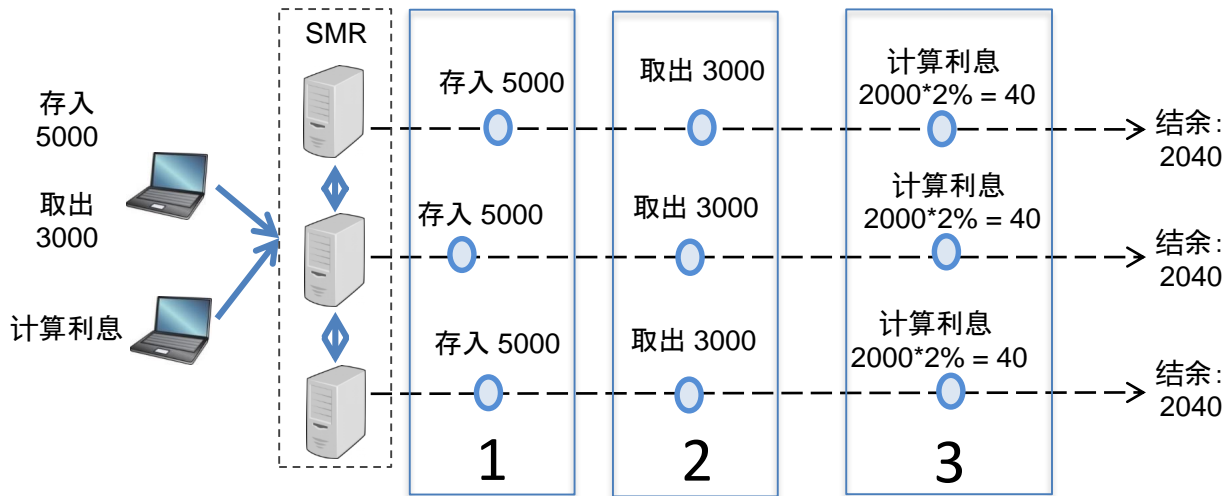 SMR
存入
5000
取出
3000
计算利息
存入 5000
取出 3000
计算利息
2000*2% = 40
结余:
2040
存入 5000
取出 3000
计算利息
2000*2% = 40
结余:
2040
存入 5000
取出 3000
计算利息
2000*2% = 40
结余:
2040
1
2
3